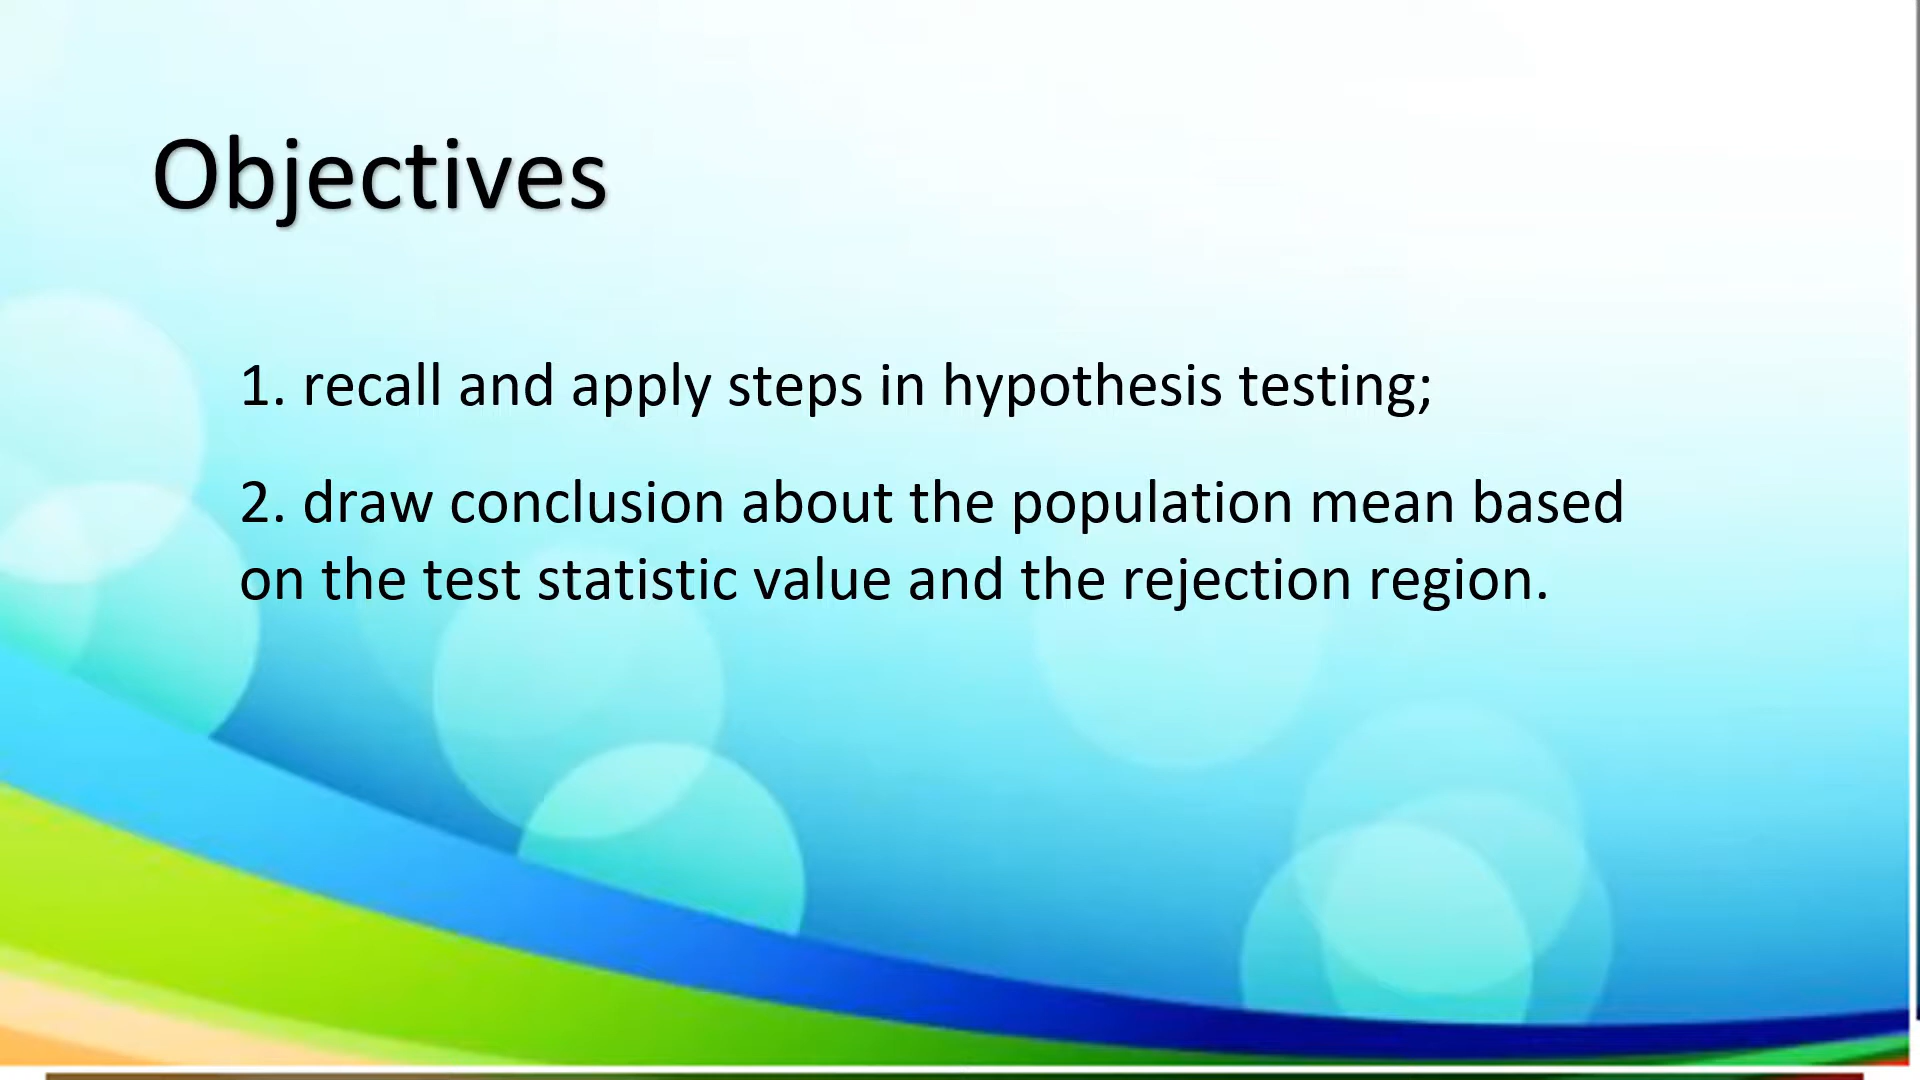 Objectives
1. recall and apply steps in hypothesis testing;
2. draw conclusion about the population mean based
on the test statistic value and the rejection region.